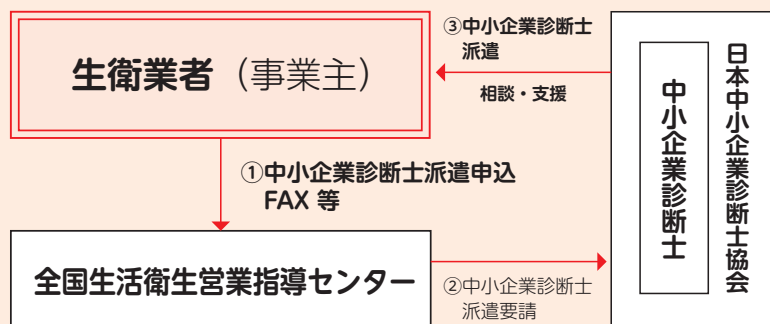 生衛業者（事業主）
①中小企業診断士派遣申込
FAX 等
全国生活衛生営業指導センター
②中小企業診断士
派遣要請
③中小企業診断士
派遣
相談・支援
中小企業診断士
日本中小企業診断士協会